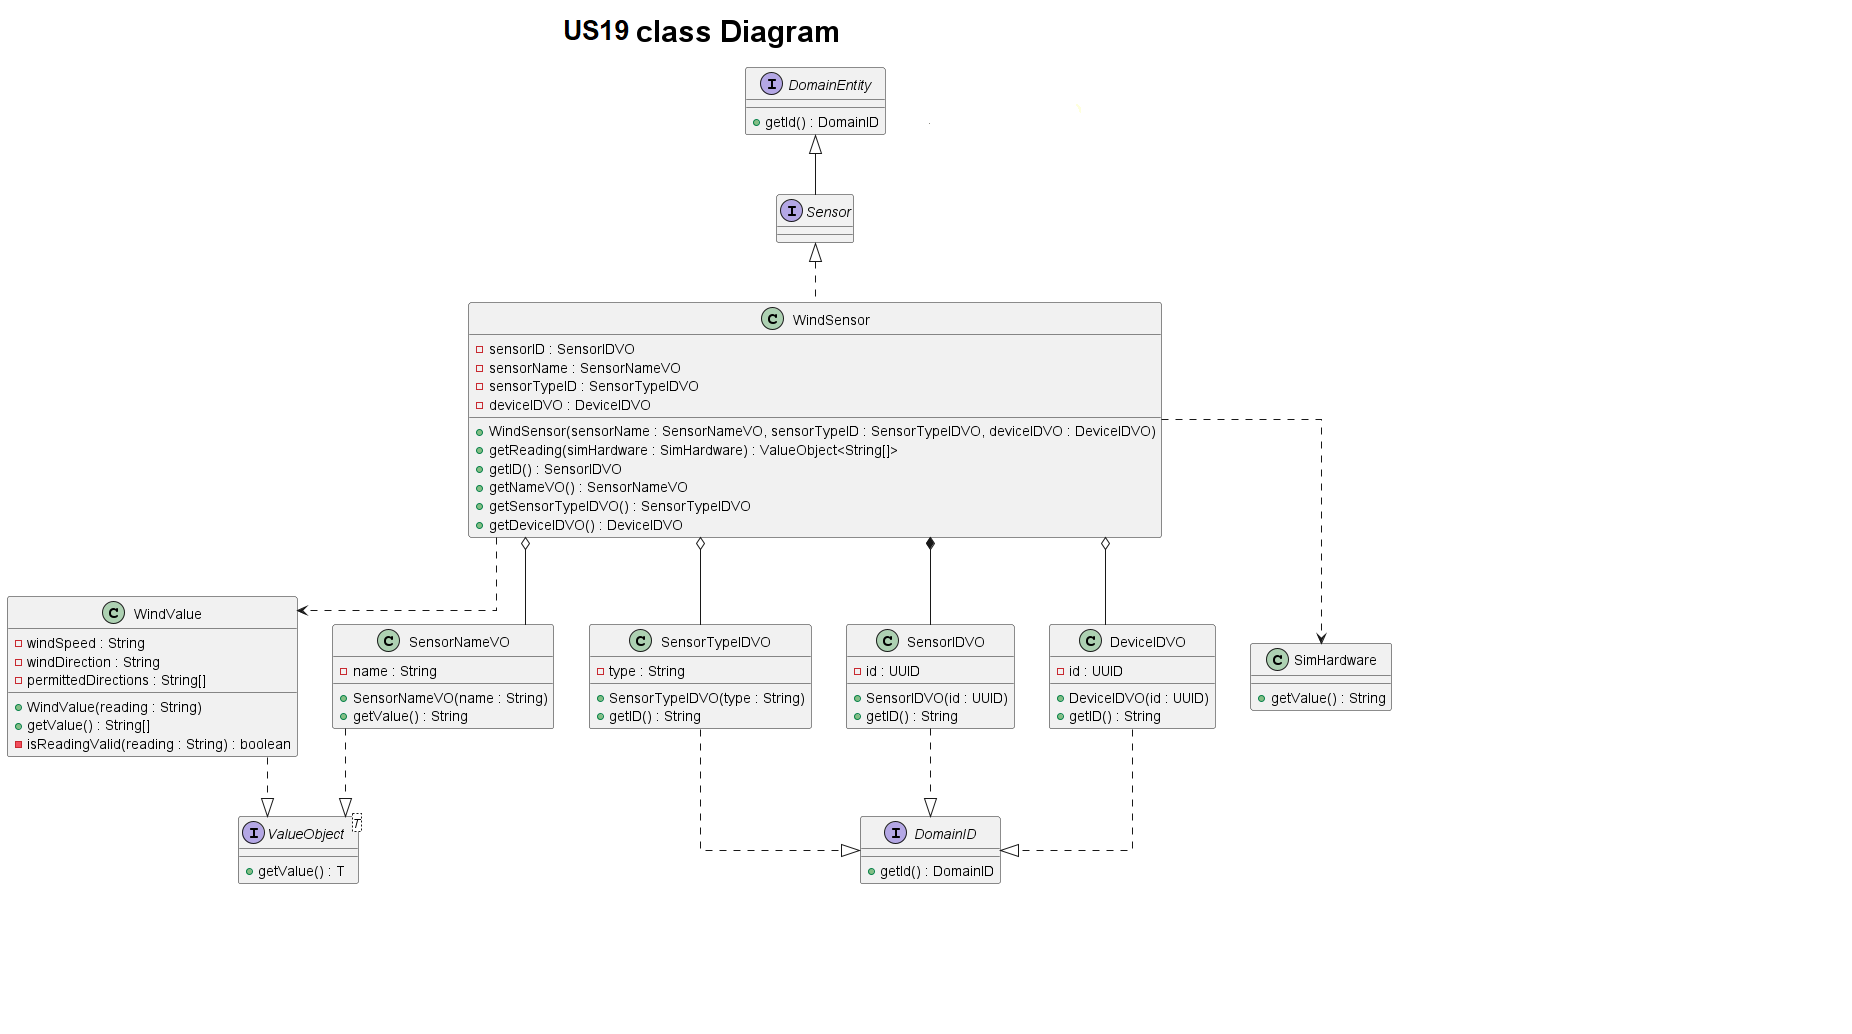 US19 class Diagram
I DomainEntity
getId() : DomainID
I Sensor
C WindSensor
sensorID : SensorIDVO
sensorName : SensorNameVO
sensorTypeID : SensorTypeIDVO
deviceIDVO : DeviceIDVO
WindSensor(sensorName : SensorNameVO, sensorTypeID : SensorTypeIDVO, deviceIDVO : DeviceIDVO)
getReading(simHardware : SimHardware) : ValueObject<String[]>
getID() : SensorIDVO
getNameVO() : SensorNameVO
getSensorTypeIDVO() : SensorTypeIDVO
getDeviceIDVO() : DeviceIDVO
C WindValue
windSpeed : String
windDirection : String
permittedDirections : String[]
WindValue(reading : String)
getValue() : String[]
isReadingValid(reading : String) : boolean
C SensorNameVO
name : String
SensorNameVO(name : String)
getValue() : String
C SensorTypeIDVO
type : String
SensorTypeIDVO(type : String)
getID() : String
C SensorIDVO
id : UUID
SensorIDVO(id : UUID)
getID() : String
C DeviceIDVO
id : UUID
DeviceIDVO(id : UUID)
getID() : String
C SimHardware
getValue() : String
I ValueObject T
getValue() : T
I DomainID
getId() : DomainID